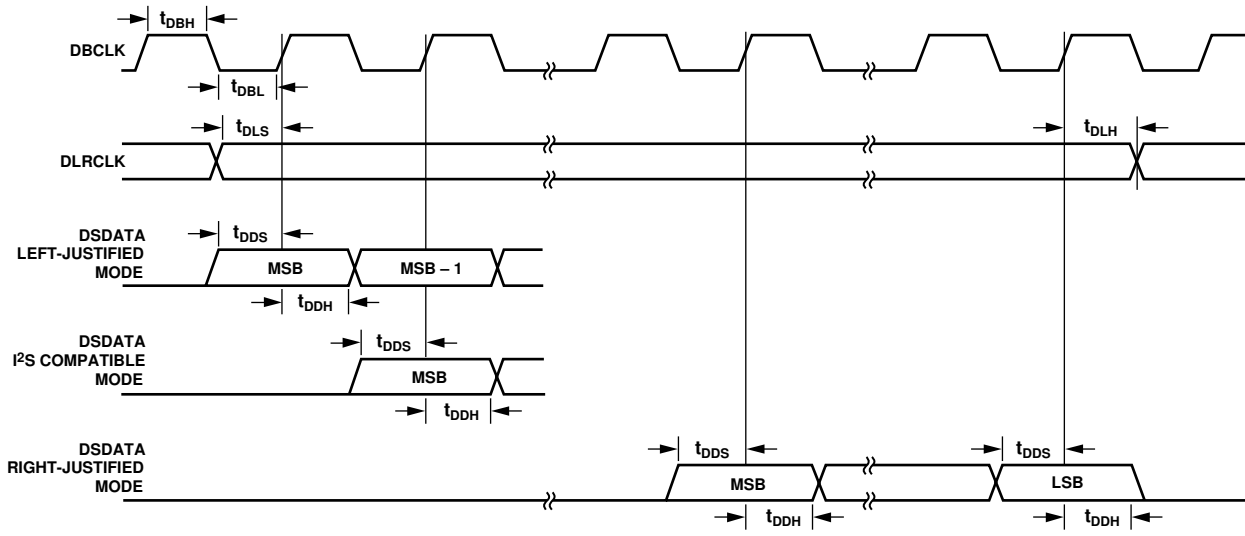 tDBH
DBCLK
tDBL
tDLS
tDLH
DLRCLK
DSDATA
LEFT-JUSTIFIED
MODE
tDDS
MSB
MSB – 1
tDDH
DSDATA
I2S COMPATIBLE
MODE
tDDS
MSB
tDDH
DSDATA
RIGHT-JUSTIFIED
MODE
tDDS
tDDS
MSB
LSB
tDDH
tDDH